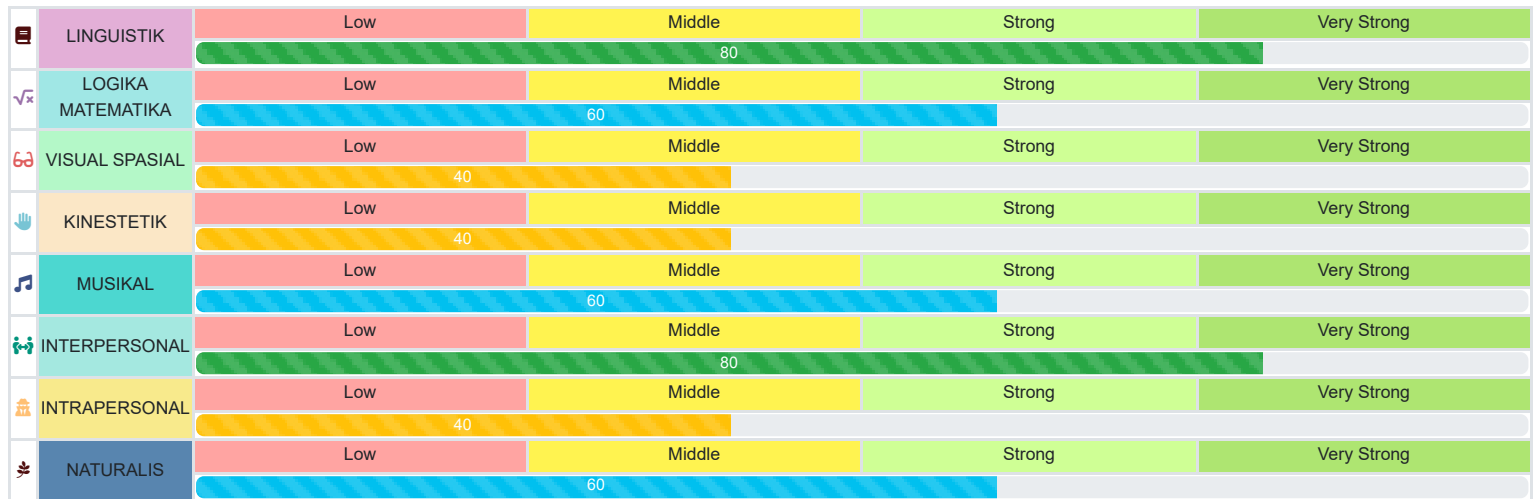 LINGUISTIK
Low Middle Strong Very Strong
80
LOGIKA
MATEMATIKA
Low Middle Strong Very Strong
60
VISUAL SPASIAL
Low Middle Strong Very Strong
40
KINESTETIK
Low Middle Strong Very Strong
40
MUSIKAL
Low Middle Strong Very Strong
60
INTERPERSONAL
Low Middle Strong Very Strong
80
INTRAPERSONAL
Low Middle Strong Very Strong
40
NATURALIS
Low Middle Strong Very Strong
60